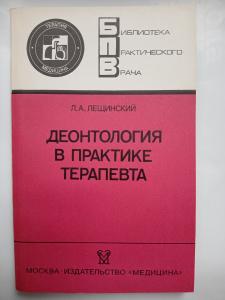 ТЕРАПИЯ
МЕДИЦИНА
БИБЛИОТЕКА
ПРАКТИЧЕСКОГО
ВРАЧА
Л.А. ЛЕЩИНСКИЙ
ДЕОНТОЛОГИЯ
В ПРАКТИКЕ
ТЕРАПЕВТА
МОСКВА·ИЗДАТЕЛЬСТВО «МЕДИЦИНА»